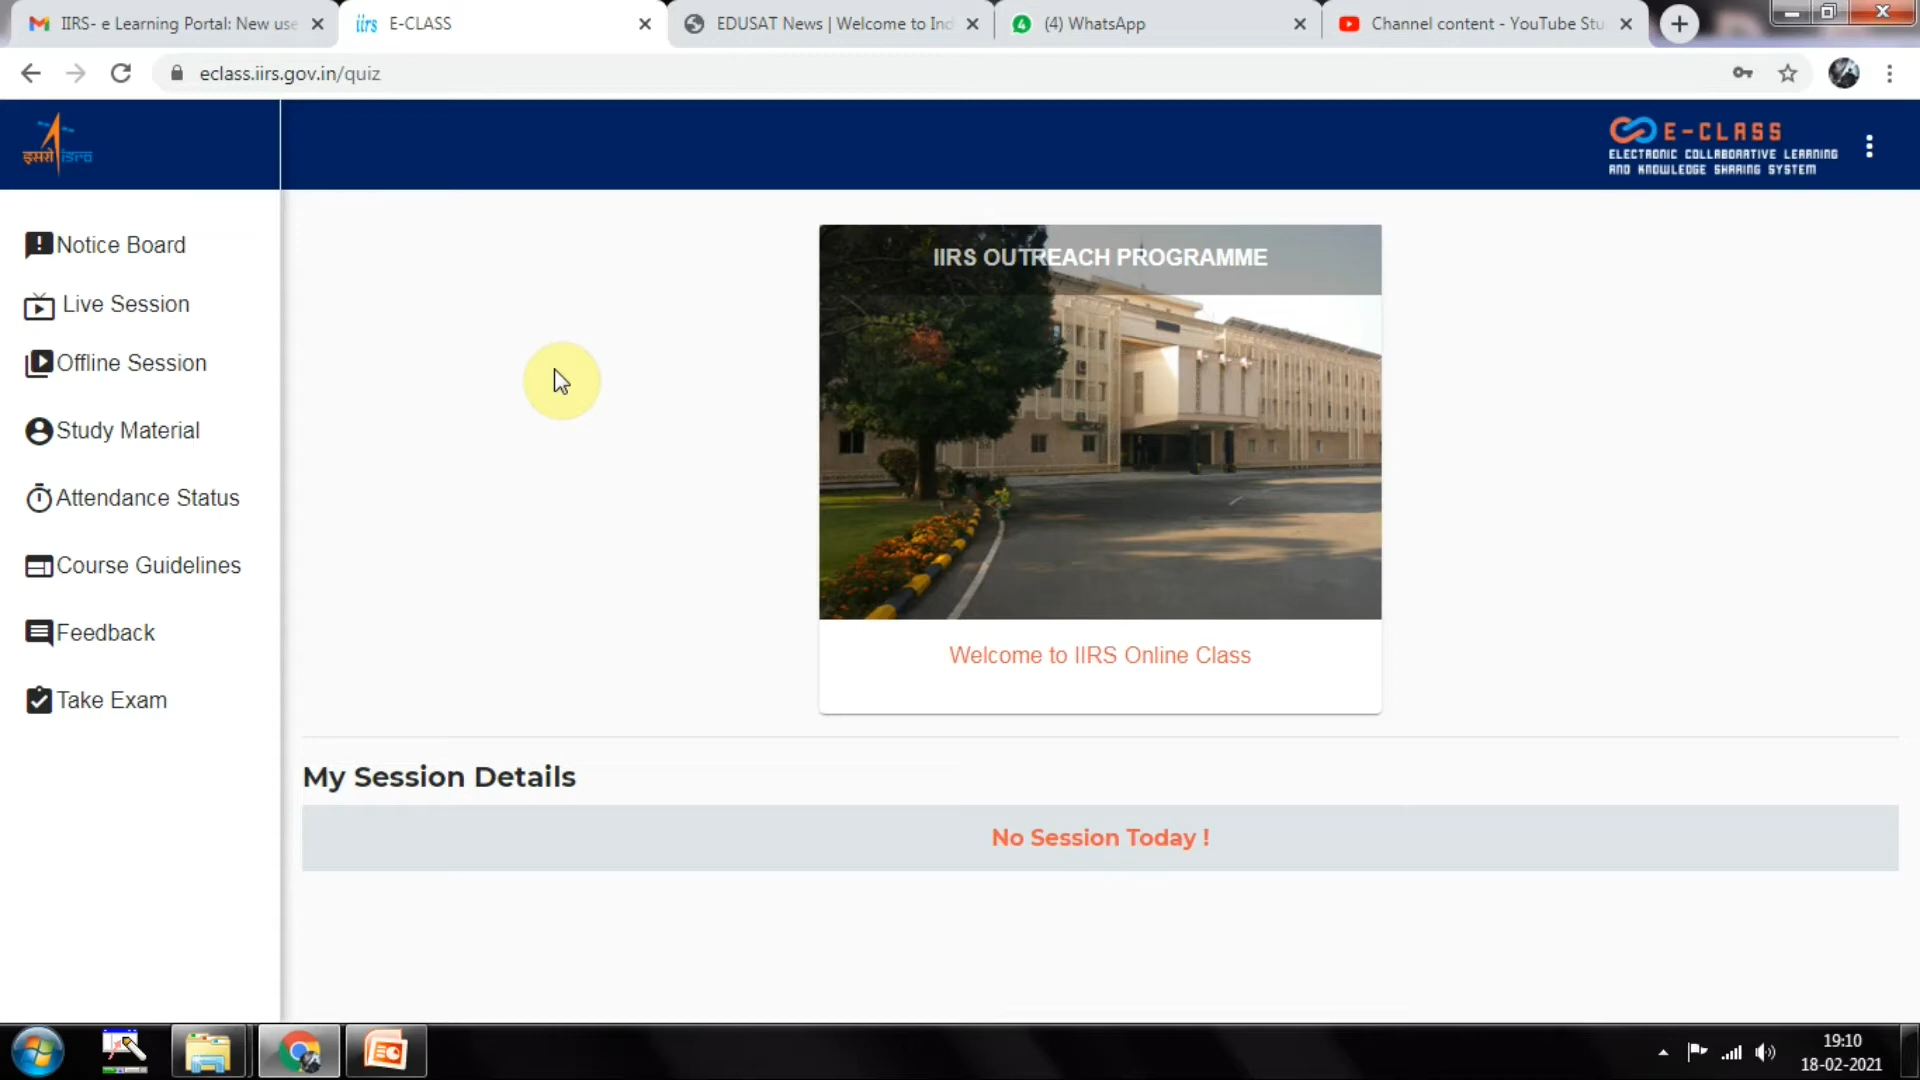 IIRS- e Learning Portal: New use
iirs E-CLASS
EDUSAT News | Welcome to Ind
4 (4) WhatsApp
Channel content - YouTube Stu
eclass.iirs.gov.in/quiz
इसरो isro
E-CLASS
ELECTRONIC COLLABORATIVE LEARNING
AND KNOWLEDGE SHARING SYSTEM
Notice Board
Live Session
Offline Session
Study Material
Attendance Status
Course Guidelines
Feedback
Take Exam
IIRS OUTREACH PROGRAMME
Welcome to IIRS Online Class
My Session Details
No Session Today !
19:10
18-02-2021